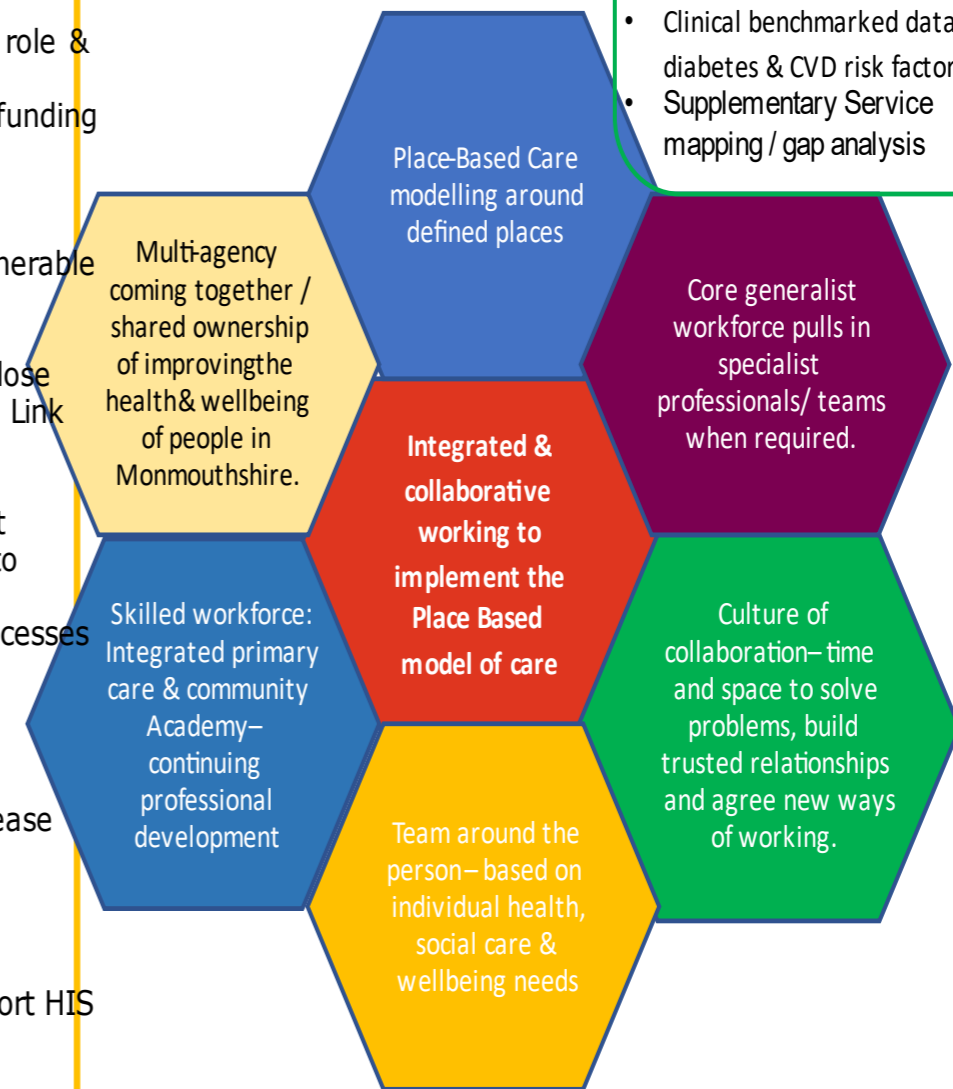 role &
funding
lose
Link
to
ort HIS
• Clinical benchmarked data
diabetes & CVD risk factor
• Supplementary Service
mapping / gap analysis
Place-Based Care
modelling around
defined places
Multi-agency
coming together /
shared ownership
of improvingthe
health& wellbeing
of people in
Monmouthshire.
Core generalist
workforce pulls in
specialist
professionals/ teams
when required.
Integrated &
collaborative
working to
implement the
Place Based
model of care
Skilled workforce:
Integrated primary
care & community
Academy–
continuing
professional
development
Culture of
collaboration– time
and space to solve
problems, build
trusted relationships
and agree new ways
of working.
Team around the
person– based on
individual health,
social care &
wellbeing needs